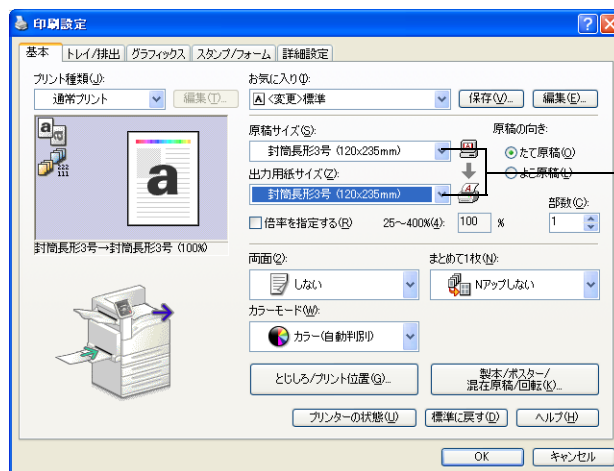 印刷設定
基本
トレイ/排出
グラフィックス
スタンプ/フォーム
詳細設定
プリント種類(J):
通常プリント
編集(T)...
お気に入り(I):
A <変更>標準
保存(V)...
編集(E)...
原稿サイズ(S):
封筒長形3号 (120x235mm)
原稿の向き:
たて原稿(O)
よこ原稿(L)
出力用紙サイズ(Z):
封筒長形3号 (120x235mm)
倍率を指定する(R)
25～400%(4):
100
%
部数(C):
1
a
封筒長形3号→封筒長形3号 (100%)
両面(2):
しない
まとめて1枚(N):
Nアップしない
カラーモード(W):
カラー(自動判別)
とじしろ/プリント位置(G)...
製本/ポスター/
混在原稿/回転(K)...
プリンターの状態(U)
標準に戻す(D)
ヘルプ(H)
OK
キャンセル